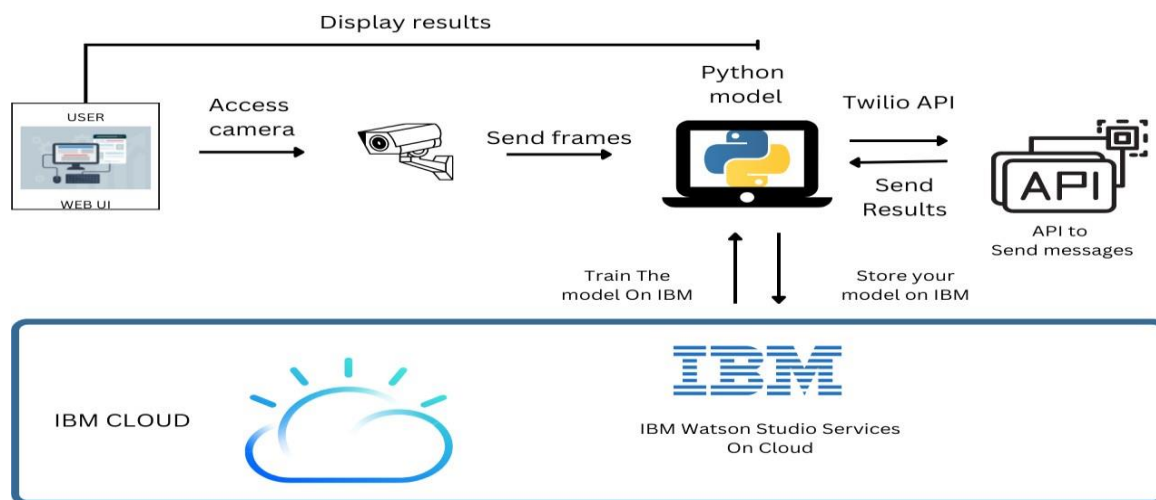 Display results
USER
WEB UI
Access
camera
Send frames
Python
model
Twilio API
Send
Results
API
API to
Send messages
Train The
model On IBM
Store your
model on IBM
IBM CLOUD
IBM
IBM Watson Studio Services
On Cloud